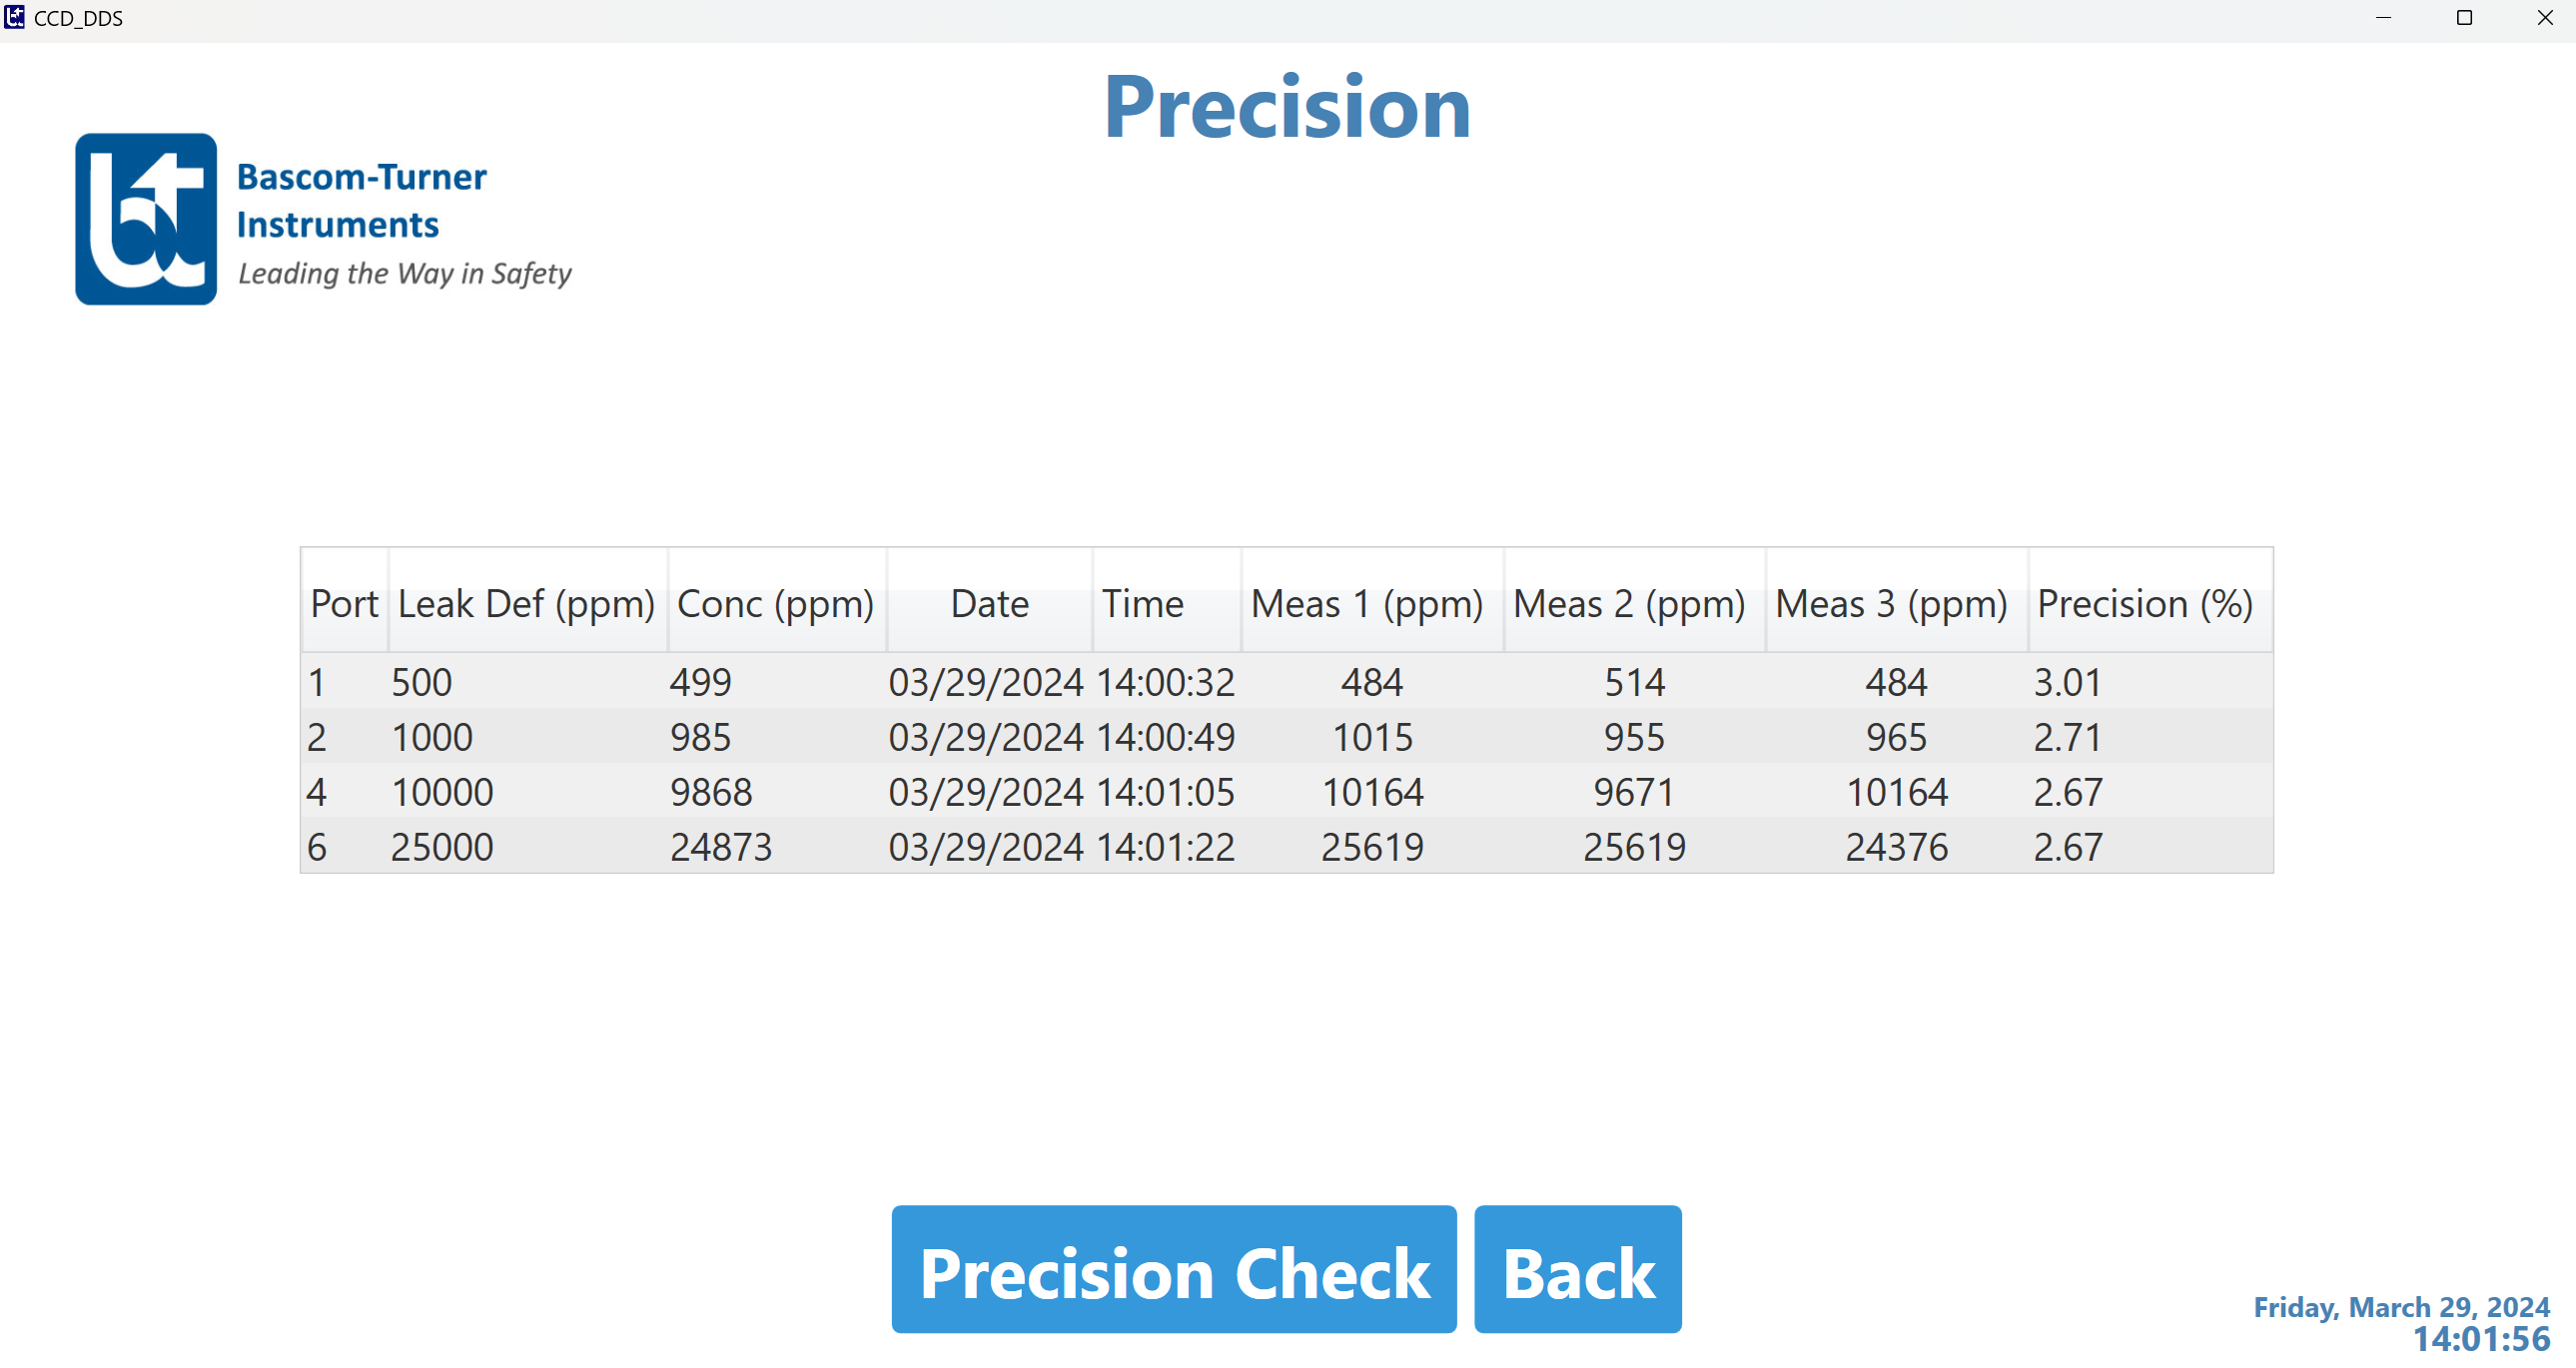 CCD_DDS
Precision
Bascom-Turner
Instruments
Leading the Way in Safety
Port Leak Def (ppm) Conc (ppm) Date Time Meas 1 (ppm) Meas 2 (ppm) Meas 3 (ppm) Precision (%)
1 500 499 03/29/2024 14:00:32 484 514 484 3.01
2 1000 985 03/29/2024 14:00:49 1015 955 965 2.71
4 10000 9868 03/29/2024 14:01:05 10164 9671 10164 2.67
6 25000 24873 03/29/2024 14:01:22 25619 25619 24376 2.67
Precision Check Back
Friday, March 29, 2024
14:01:56